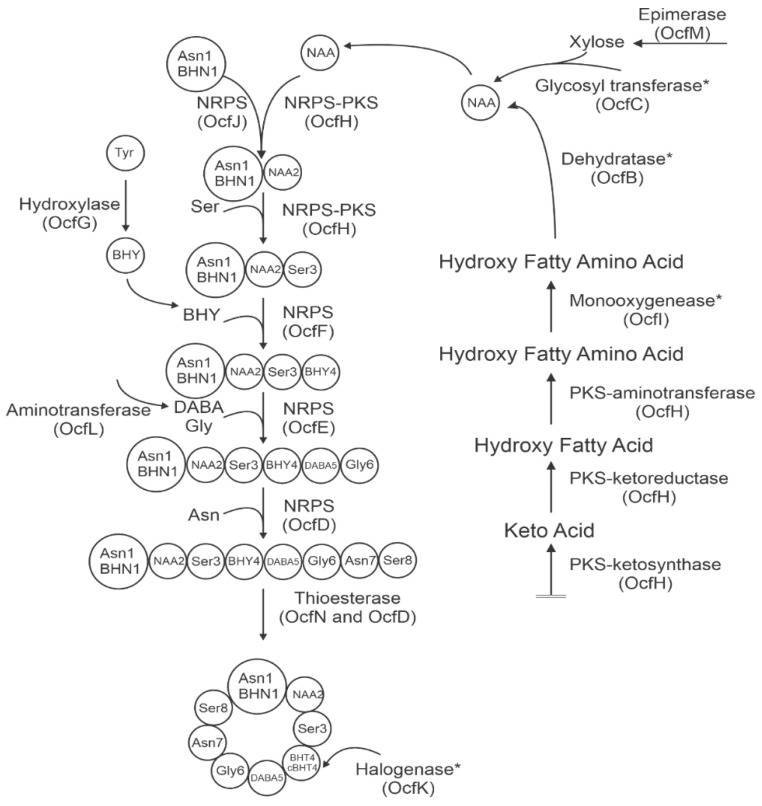 Epimerase
(OcfM)
Xylose
Glycosyl transferase*
(OcfC)
NAA
NAA
Asn1
BHN1
NRPS
(OcfJ)
NRPS-PKS
(OcfH)
Dehydratase*
(OcfB)
Tyr
Asn1
BHN1
NAA2
Hydroxylase
(OcfG)
Ser
NRPS-PKS
(OcfH)
BHY
Asn1
BHN1
NAA2
Ser3
Hydroxy Fatty Amino Acid
Monooxygenease*
(OcfI)
BHY
NRPS
(OcfF)
Hydroxy Fatty Amino Acid
Asn1
BHN1
NAA2
Ser3
BHY4
PKS-aminotransferase
(OcfH)
Aminotransferase
(OcfL)
DABA
Gly
NRPS
(OcfE)
Hydroxy Fatty Acid
Asn1
BHN1
NAA2
Ser3
BHY4
DABA5
Gly6
PKS-ketoreductase
(OcfH)
Asn
NRPS
(OcfD)
Keto Acid
Asn1
BHN1
NAA2
Ser3
BHY4
DABA5
Gly6
Asn7
Ser8
PKS-ketosynthase
(OcfH)
Thioesterase
(OcfN and OcfD)
Asn1
BHN1
NAA2
Ser3
BHT4
cBHT4
DABA5
Gly6
Asn7
Ser8
Halogenase*
(OcfK)